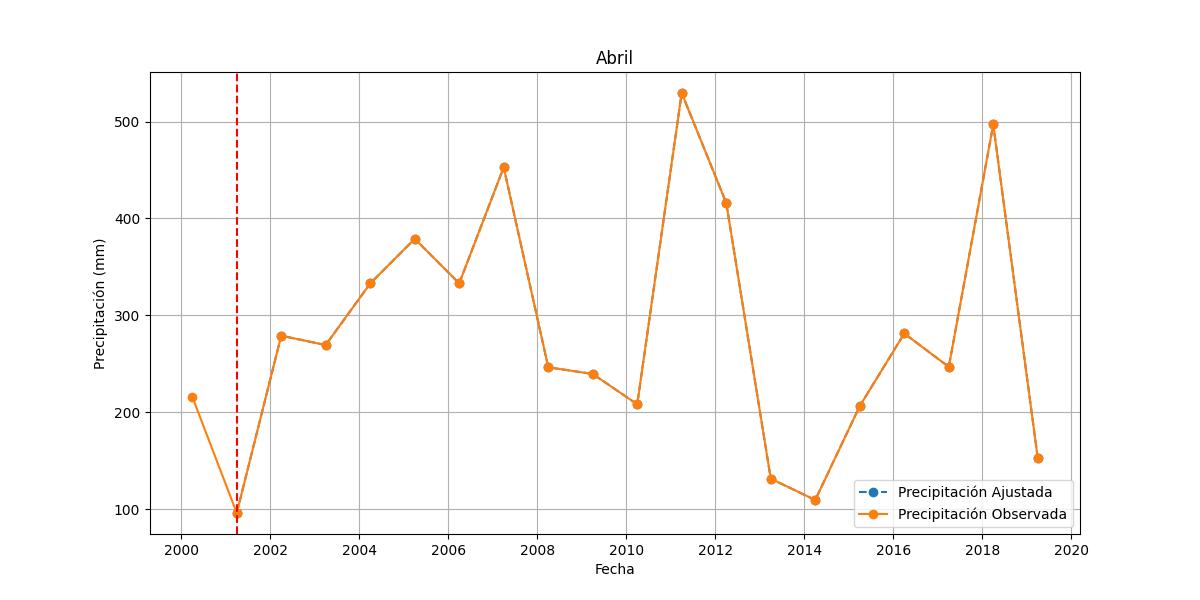 Abril
500
400
300
200
100
Precipitación (mm)
2000 2002 2004 2006 2008 2010 2012 2014 2016 2018 2020
Fecha
Precipitación Ajustada
Precipitación Observada